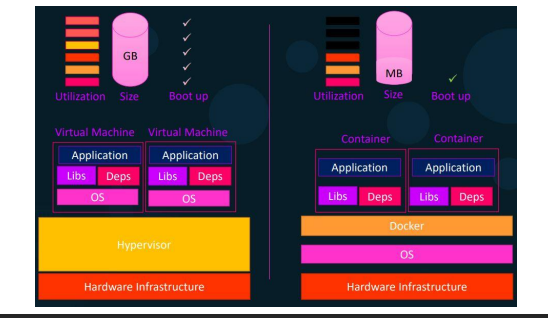 GB
Utilization Size Boot up
Virtual Machine Virtual Machine
Application Application
Libs Deps Libs Deps
OS OS
Hypervisor
Hardware Infrastructure
MB
Utilization Size Boot up
Container Container
Application Application
Libs Deps Libs Deps
Docker
OS
Hardware Infrastructure